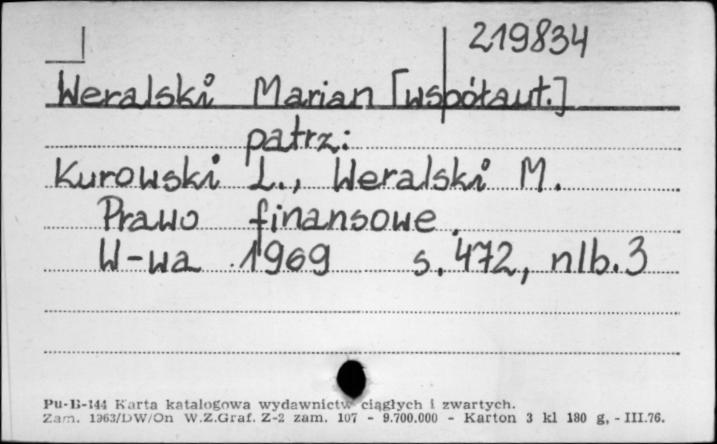 219834
Weralski Marian [współaut.]
patrz:
Kurowski L., Weralski M.
Prawo finansowe.
W-wa 1969 s. 472, nlb. 3
Pu-B-144 Karta katalogowa wydawnictw ciągłych i zwartych.
Zam. 1363/DW/On W.Z.Graf. Z-2 zam. 107 - 9.700.000 - Karton 3 kl 180 g, - III.76.